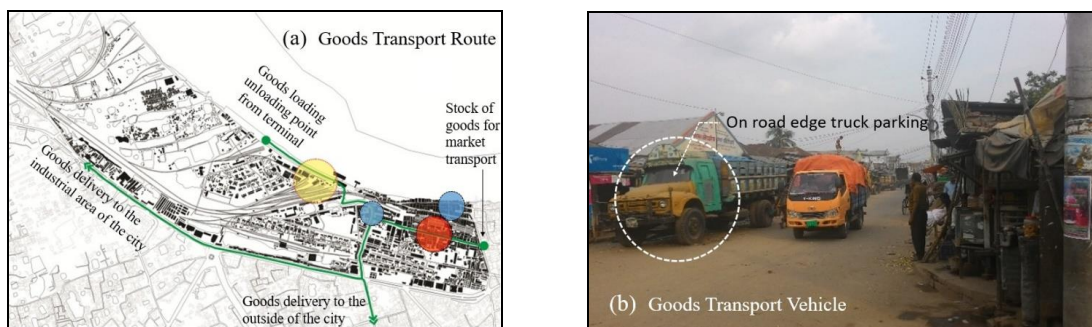 (a) Goods Transport Route
Goods loading
unloading point
from terminal
Stock of
goods for
market
transport
Goods delivery to the
industrial area of the city
Goods delivery to the
outside of the city
On road edge truck parking
(b) Goods Transport Vehicle